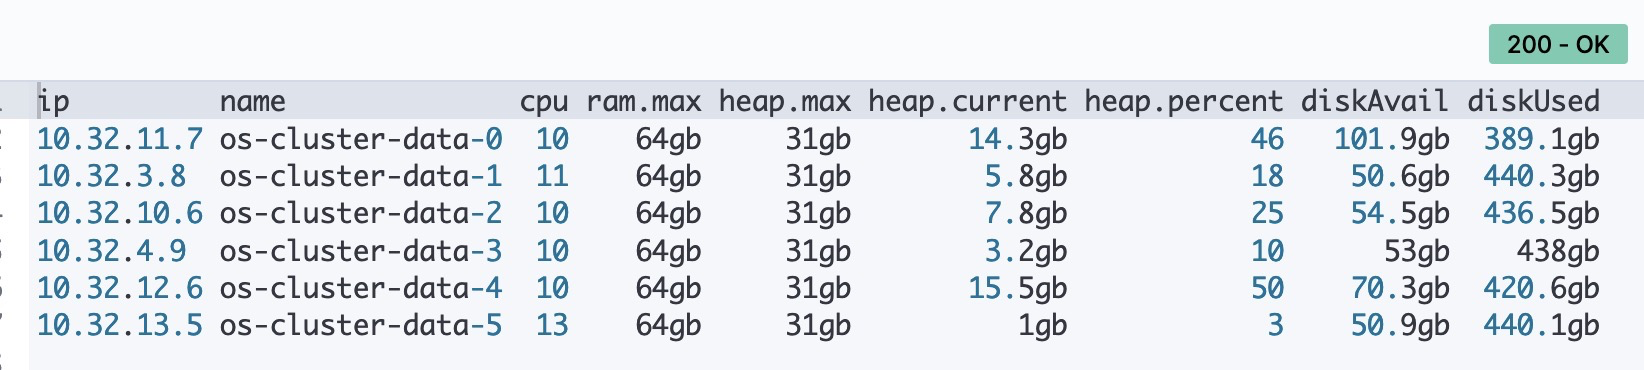 200 - OK
ip name cpu ram.max heap.max heap.current heap.percent diskAvail diskUsed
10.32.11.7 os-cluster-data-0 10 64gb 31gb 14.3gb 46 101.9gb 389.1gb
10.32.3.8 os-cluster-data-1 11 64gb 31gb 5.8gb 18 50.6gb 440.3gb
10.32.10.6 os-cluster-data-2 10 64gb 31gb 7.8gb 25 54.5gb 436.5gb
10.32.4.9 os-cluster-data-3 10 64gb 31gb 3.2gb 10 53gb 438gb
10.32.12.6 os-cluster-data-4 10 64gb 31gb 15.5gb 50 70.3gb 420.6gb
10.32.13.5 os-cluster-data-5 13 64gb 31gb 1gb 3 50.9gb 440.1gb